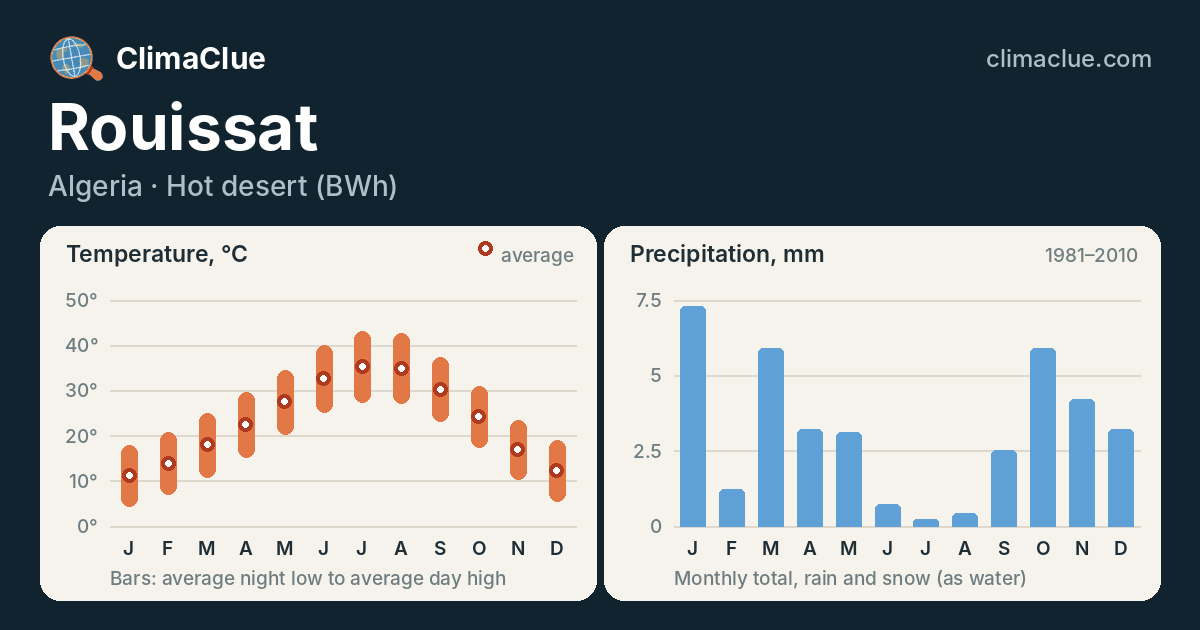 ClimaClue
climaclue.com
Rouissat
Algeria · Hot desert (BWh)
Temperature, °C
average
50°
40°
30°
20°
10°
0°
J F M A M J J A S O N D
Bars: average night low to average day high
Precipitation, mm
1981–2010
7.5
5
2.5
0
J F M A M J J A S O N D
Monthly total, rain and snow (as water)